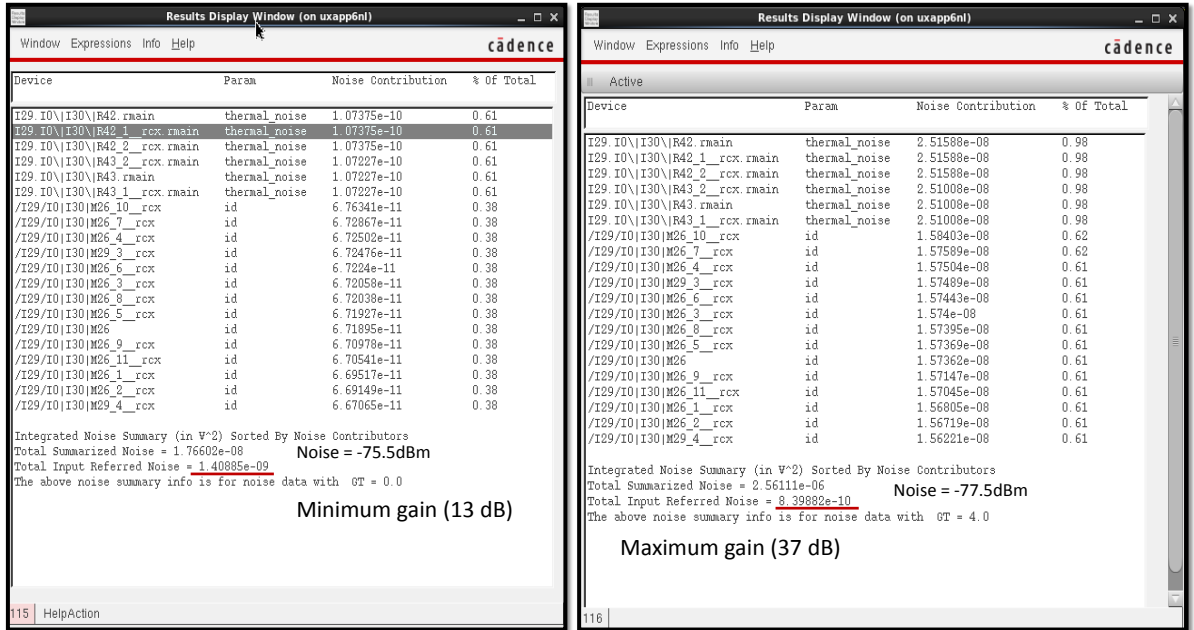 Results Display Window (on uxapp6nl)
Window Expressions Info Help
cādence
Device Param Noise Contribution % Of Total
I29.I0\|I30\|R42.rmain thermal_noise 1.07375e-10 0.61
I29.I0\|I30\|R42_1__rcx.rmain thermal_noise 1.07375e-10 0.61
I29.I0\|I30\|R42_2__rcx.rmain thermal_noise 1.07375e-10 0.61
I29.I0\|I30\|R43_2__rcx.rmain thermal_noise 1.07227e-10 0.61
I29.I0\|I30\|R43.rmain thermal_noise 1.07227e-10 0.61
I29.I0\|I30\|R43_1__rcx.rmain thermal_noise 1.07227e-10 0.61
/I29/I0|I30|M26_10__rcx id 6.76341e-11 0.38
/I29/I0|I30|M26_7__rcx id 6.72867e-11 0.38
/I29/I0|I30|M26_4__rcx id 6.72502e-11 0.38
/I29/I0|I30|M29_3__rcx id 6.72476e-11 0.38
/I29/I0|I30|M26_6__rcx id 6.7224e-11 0.38
/I29/I0|I30|M26_3__rcx id 6.72058e-11 0.38
/I29/I0|I30|M26_8__rcx id 6.72038e-11 0.38
/I29/I0|I30|M26_5__rcx id 6.71927e-11 0.38
/I29/I0|I30|M26 id 6.71895e-11 0.38
/I29/I0|I30|M26_9__rcx id 6.70978e-11 0.38
/I29/I0|I30|M26_11__rcx id 6.70541e-11 0.38
/I29/I0|I30|M26_1__rcx id 6.69517e-11 0.38
/I29/I0|I30|M26_2__rcx id 6.69149e-11 0.38
/I29/I0|I30|M29_4__rcx id 6.67065e-11 0.38
Integrated Noise Summary (in V^2) Sorted By Noise Contributors
Total Summarized Noise = 1.76602e-08
Noise = -75.5dBm
Total Input Referred Noise = 1.40885e-09
The above noise summary info is for noise data with GT = 0.0
Minimum gain (13 dB)
115 HelpAction
Results Display Window (on uxapp6nl)
Window Expressions Info Help
cādence
Active
Device Param Noise Contribution % Of Total
I29.I0\|I30\|R42.rmain thermal_noise 2.51588e-08 0.98
I29.I0\|I30\|R42_1__rcx.rmain thermal_noise 2.51588e-08 0.98
I29.I0\|I30\|R42_2__rcx.rmain thermal_noise 2.51588e-08 0.98
I29.I0\|I30\|R43_2__rcx.rmain thermal_noise 2.51008e-08 0.98
I29.I0\|I30\|R43.rmain thermal_noise 2.51008e-08 0.98
I29.I0\|I30\|R43_1__rcx.rmain thermal_noise 2.51008e-08 0.98
/I29/I0|I30|M26_10__rcx id 1.58403e-08 0.62
/I29/I0|I30|M26_7__rcx id 1.57589e-08 0.62
/I29/I0|I30|M26_4__rcx id 1.57504e-08 0.61
/I29/I0|I30|M29_3__rcx id 1.57489e-08 0.61
/I29/I0|I30|M26_6__rcx id 1.57443e-08 0.61
/I29/I0|I30|M26_3__rcx id 1.574e-08 0.61
/I29/I0|I30|M26_8__rcx id 1.57395e-08 0.61
/I29/I0|I30|M26_5__rcx id 1.57369e-08 0.61
/I29/I0|I30|M26 id 1.57362e-08 0.61
/I29/I0|I30|M26_9__rcx id 1.57147e-08 0.61
/I29/I0|I30|M26_11__rcx id 1.57045e-08 0.61
/I29/I0|I30|M26_1__rcx id 1.56805e-08 0.61
/I29/I0|I30|M26_2__rcx id 1.56719e-08 0.61
/I29/I0|I30|M29_4__rcx id 1.56221e-08 0.61
Integrated Noise Summary (in V^2) Sorted By Noise Contributors
Total Summarized Noise = 2.56111e-06
Noise = -77.5dBm
Total Input Referred Noise = 8.39882e-10
The above noise summary info is for noise data with GT = 4.0
Maximum gain (37 dB)
116